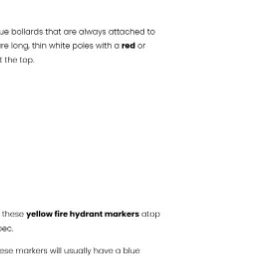 ue bollards that are always attached to
re long, thin white poles with a red or
t the top.
these yellow fire hydrant markers atop
bec.
ese markers will usually have a blue